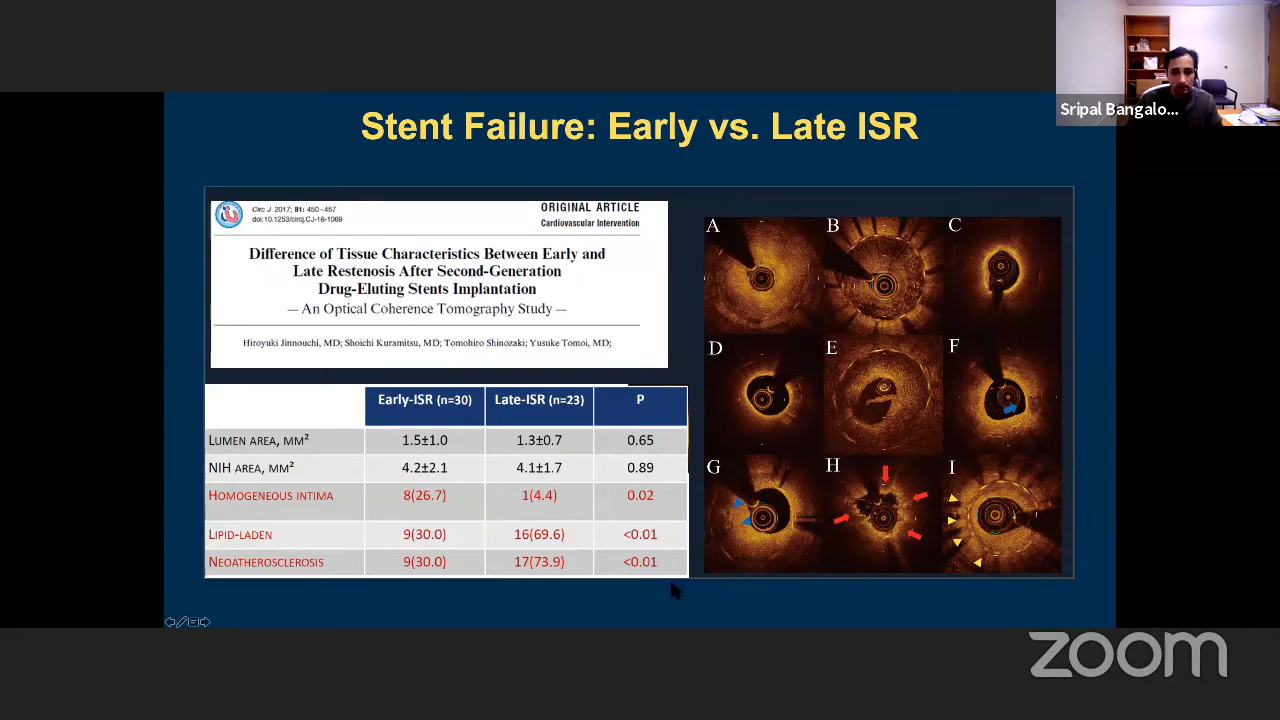 Sripal Bangalo...
Stent Failure: Early vs. Late ISR
Circ J 2017; 81: 450–457
doi:10.1253/circj.CJ-16-1069
ORIGINAL ARTICLE
Cardiovascular Intervention
Difference of Tissue Characteristics Between Early and
Late Restenosis After Second-Generation
Drug-Eluting Stents Implantation
— An Optical Coherence Tomography Study —
Hiroyuki Jinnouchi, MD; Shoichi Kuramitsu, MD; Tomohiro Shinozaki; Yusuke Tomoi, MD;
Early-ISR (n=30) Late-ISR (n=23) P
LUMEN AREA, MM² 1.5±1.0 1.3±0.7 0.65
NIH AREA, MM² 4.2±2.1 4.1±1.7 0.89
HOMOGENEOUS INTIMA 8(26.7) 1(4.4) 0.02
LIPID-LADEN 9(30.0) 16(69.6) <0.01
NEOATHEROSCLEROSIS 9(30.0) 17(73.9) <0.01
A B C
D E F
G H I
zoom